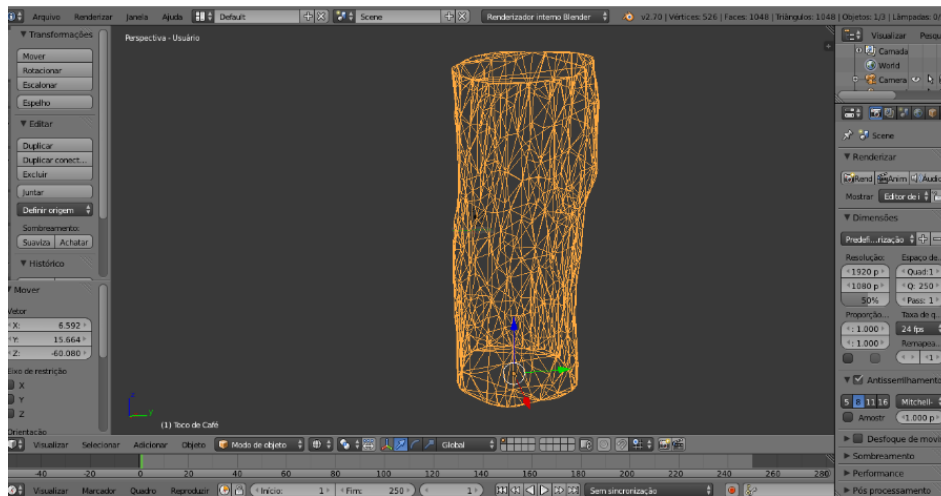 Arquivo Renderizar Janela Ajuda Default Scene Renderizador interno Blender v2.70 | Vértices: 526 | Faces: 1048 | Triângulos: 1048 | Objetos: 1/3 | Lâmpadas: 0/
Transformações
Mover
Rotacionar
Escalonar
Espelho
Editar
Duplicar
Duplicar conect...
Excluir
Juntar
Definir origem
Sombreamento:
Suaviza Achatar
Histórico
Mover
Vetor
X: 6.592
Y: 15.664
Z: -60.080
Eixo de restrição
X
Y
Z
Orientação
Perspectiva - Usuário
z
y
(1) Toco de Café
Visualizar Selecionar Adicionar Objeto Modo de objeto Global
-40 -20 0 20 40 60 80 100 120 140 160 180 200 220 240 260 280
Visualizar Marcador Quadro Reproduzir Início: 1 Fim: 250 1 Sem sincronização
Visualizar Pesqu
Camada
World
Camera
Scene
Renderizar
Rend Anim Áudio
Mostrar Editor de i
Dimensões
Predefi...rização
Resolução: Espaço de..
1920 p Quad:1
1080 p Q: 250
50% Pass: 1
Proporção... Taxa de q..
: 1.000 24 fps
: 1.000 Remapea..
1
Antisserrilhamento
5 8 11 16 Mitchell-
Amostr 1.000 p
Desfoque de movi
Sombreamento
Performance
Pós processamento